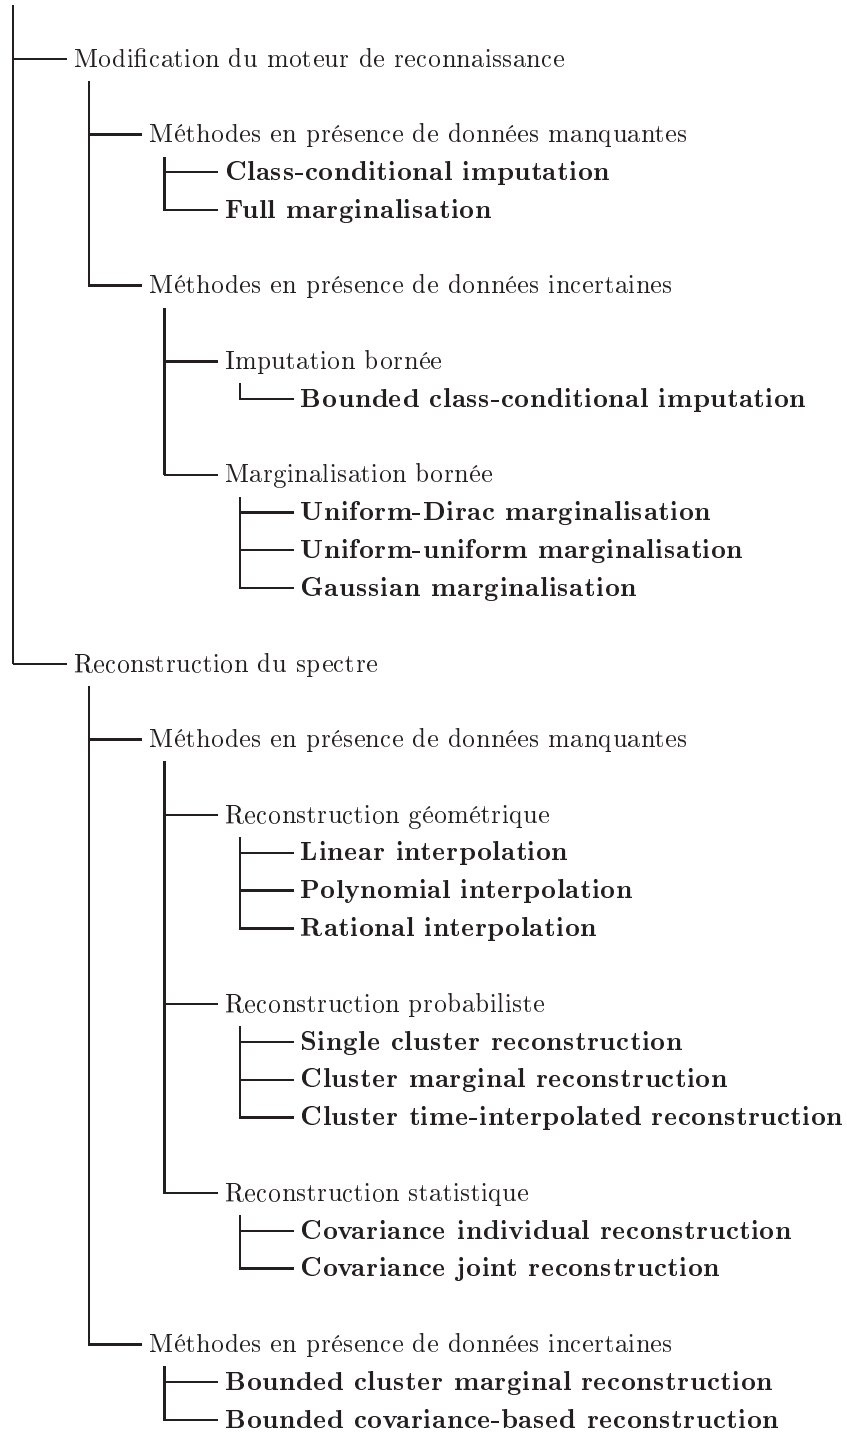 Modification du moteur de reconnaissance
Méthodes en présence de données manquantes
Class-conditional imputation
Full marginalisation
Méthodes en présence de données incertaines
Imputation bornée
Bounded class-conditional imputation
Marginalisation bornée
Uniform-Dirac marginalisation
Uniform-uniform marginalisation
Gaussian marginalisation
Reconstruction du spectre
Méthodes en présence de données manquantes
Reconstruction géométrique
Linear interpolation
Polynomial interpolation
Rational interpolation
Reconstruction probabiliste
Single cluster reconstruction
Cluster marginal reconstruction
Cluster time-interpolated reconstruction
Reconstruction statistique
Covariance individual reconstruction
Covariance joint reconstruction
Méthodes en présence de données incertaines
Bounded cluster marginal reconstruction
Bounded covariance-based reconstruction